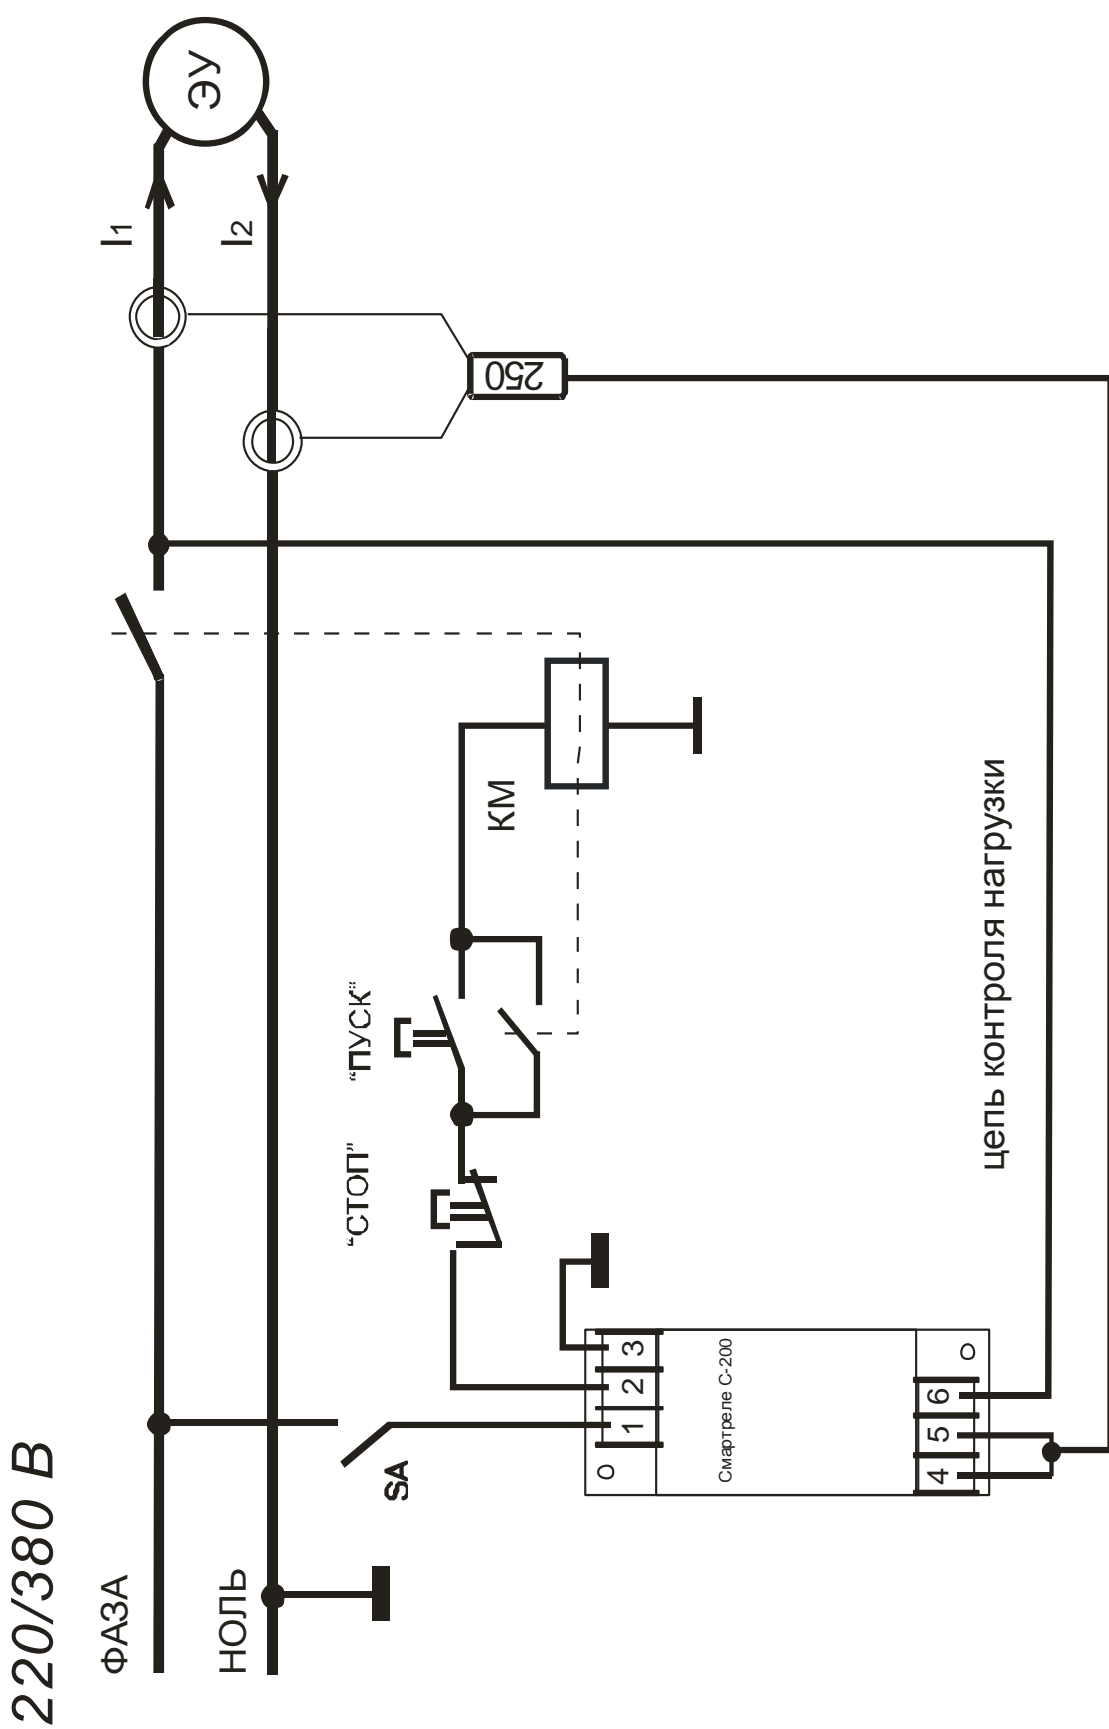 220/380 В
ФАЗА
НОЛЬ
I1
I2
ЭУ
250
SA
"СТОП"
“ПУСК“
КМ
1
2
3
Смартреле С-200
4
5
6
цепь контроля нагрузки